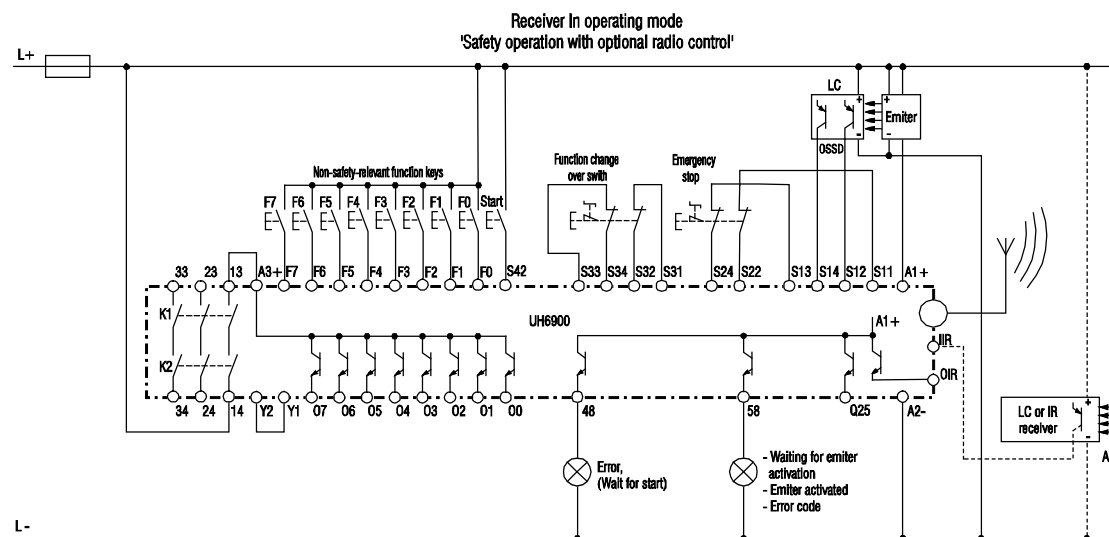 Receiver In operating mode
'Safety operation with optional radio control'
L+
LC
+
+
Emiter
-
-
OSSD
Non-safety-relevant function keys
Function change
over swith
Emergency
stop
F7 F6 F5 F4 F3 F2 F1 F0 Start
33 23 13 A3+ F7 F6 F5 F4 F3 F2 F1 F0 S42 S33 S34 S32 S31 S24 S22 S13 S14 S12 S11 A1+
K1
UH6900
A1+
IIR
K2
OIR
34 24 14 Y2 Y1 07 06 05 04 03 02 01 00 48 58 Q25 A2-
+
LC or IR
receiver
-
A
Error,
(Wait for start)
- Waiting for emiter
activation
- Emiter activated
- Error code
L-